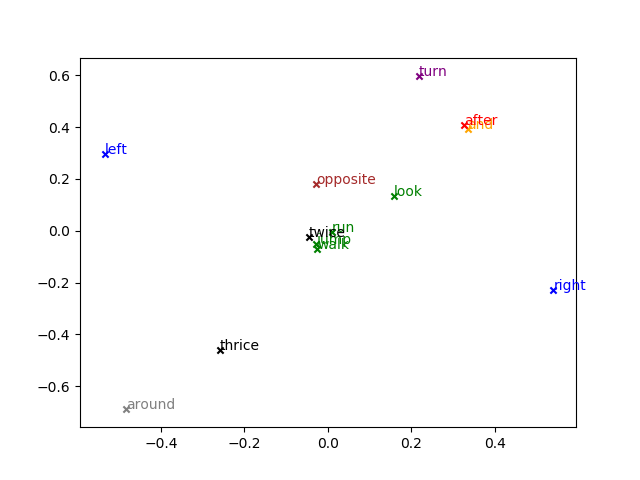 0.6
0.4
0.2
0.0
−0.2
−0.4
−0.6
−0.4
−0.2
0.0
0.2
0.4
turn
after
and
left
opposite
look
run
twice
jump
walk
right
thrice
around